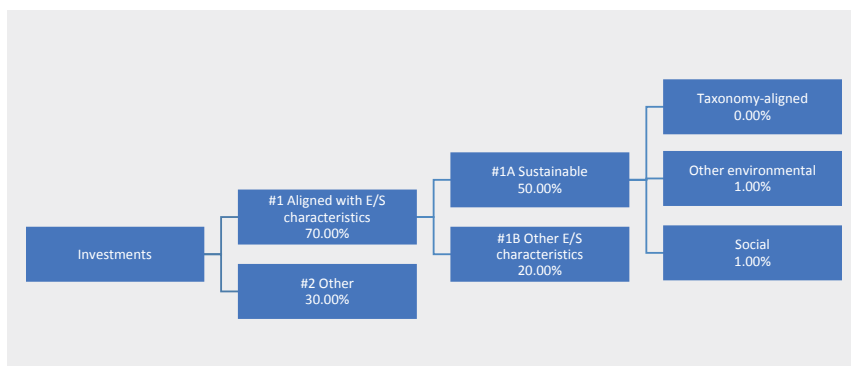 Investments
#1 Aligned with E/S
characteristics
70.00%
#2 Other
30.00%
#1A Sustainable
50.00%
#1B Other E/S
characteristics
20.00%
Taxonomy-aligned
0.00%
Other environmental
1.00%
Social
1.00%